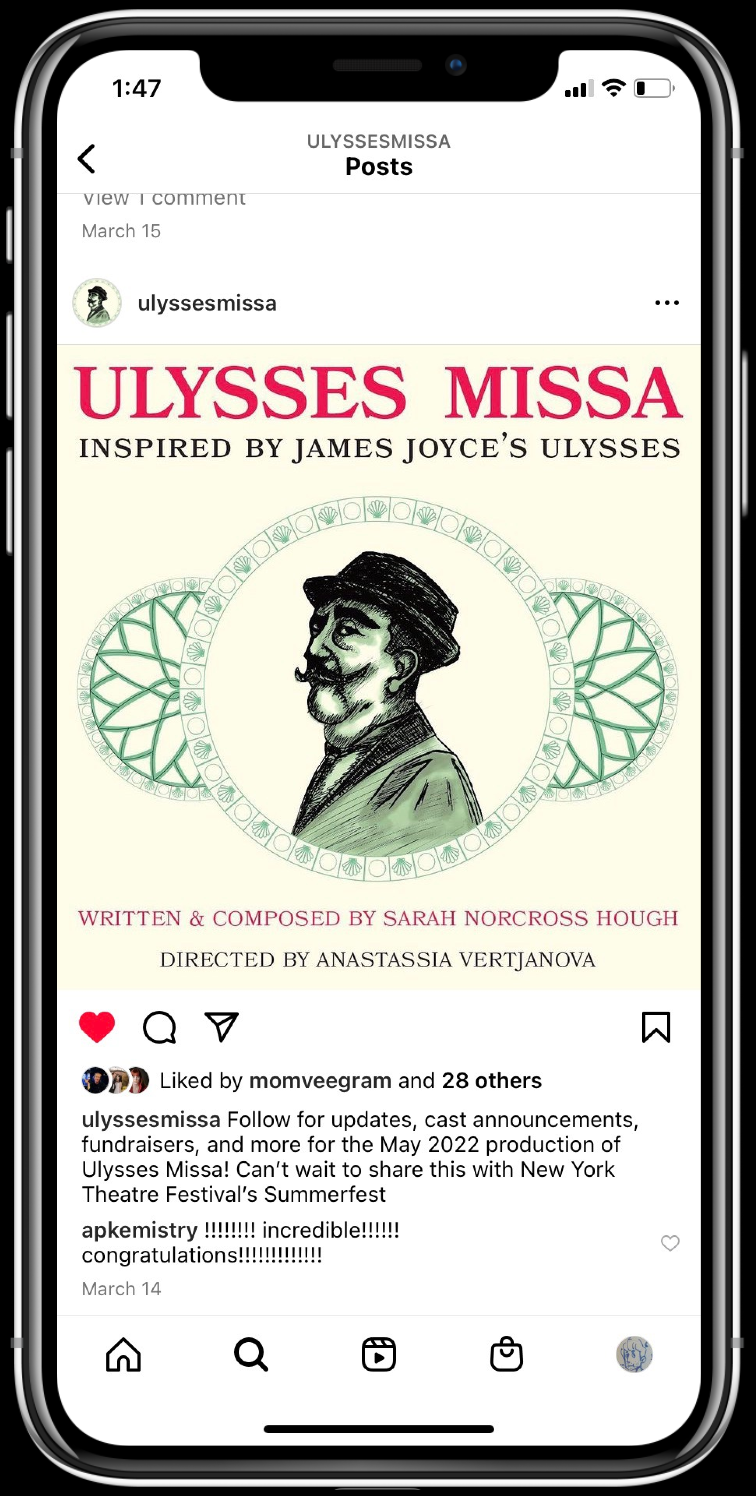 1:47
ULYSSESMISSA
Posts
View 1 comment
March 15
ulyssesmissa
ULYSSES MISSA
INSPIRED BY JAMES JOYCE'S ULYSSES
WRITTEN & COMPOSED BY SARAH NORCROSS HOUGH
DIRECTED BY ANASTASSIA VERTJANOVA
Liked by momveegram and 28 others
ulyssesmissa Follow for updates, cast announcements,
fundraisers, and more for the May 2022 production of
Ulysses Missa! Can't wait to share this with New York
Theatre Festival's Summerfest
apkemistry !!!!!!!! incredible!!!!!!
congratulations!!!!!!!!!!!!!
March 14